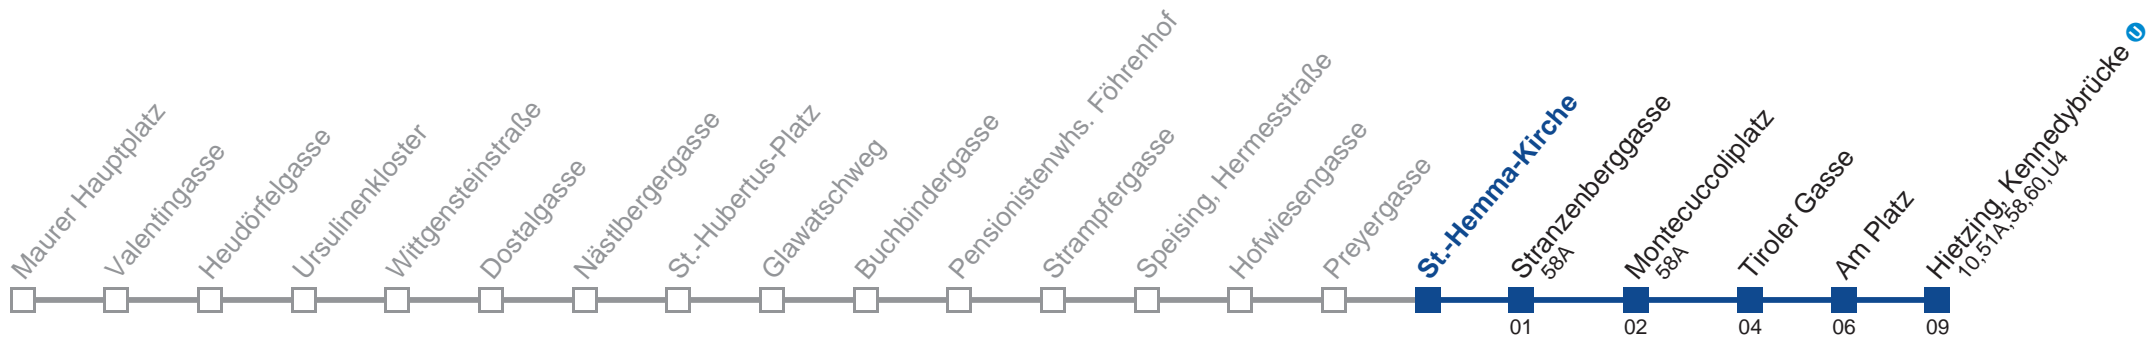 Maurer Hauptplatz
Valentingasse
Heudörfelgasse
Ursulinenkloster
Wittgensteinstraße
Dostalgasse
Nästlbergergasse
St.-Hubertus-Platz
Glawatschweg
Buchbindergasse
Pensionistenwhs. Föhrenhof
Strampfergasse
Speising, Hermesstraße
Hofwiesengasse
Preyergasse
St.-Hemma-Kirche
Stranzenberggasse
58A
Montecuccoliplatz
58A
Tiroler Gasse
Am Platz
Hietzing, Kennedybrücke U
10,51A,58,60,U4
01
02
04
06
09